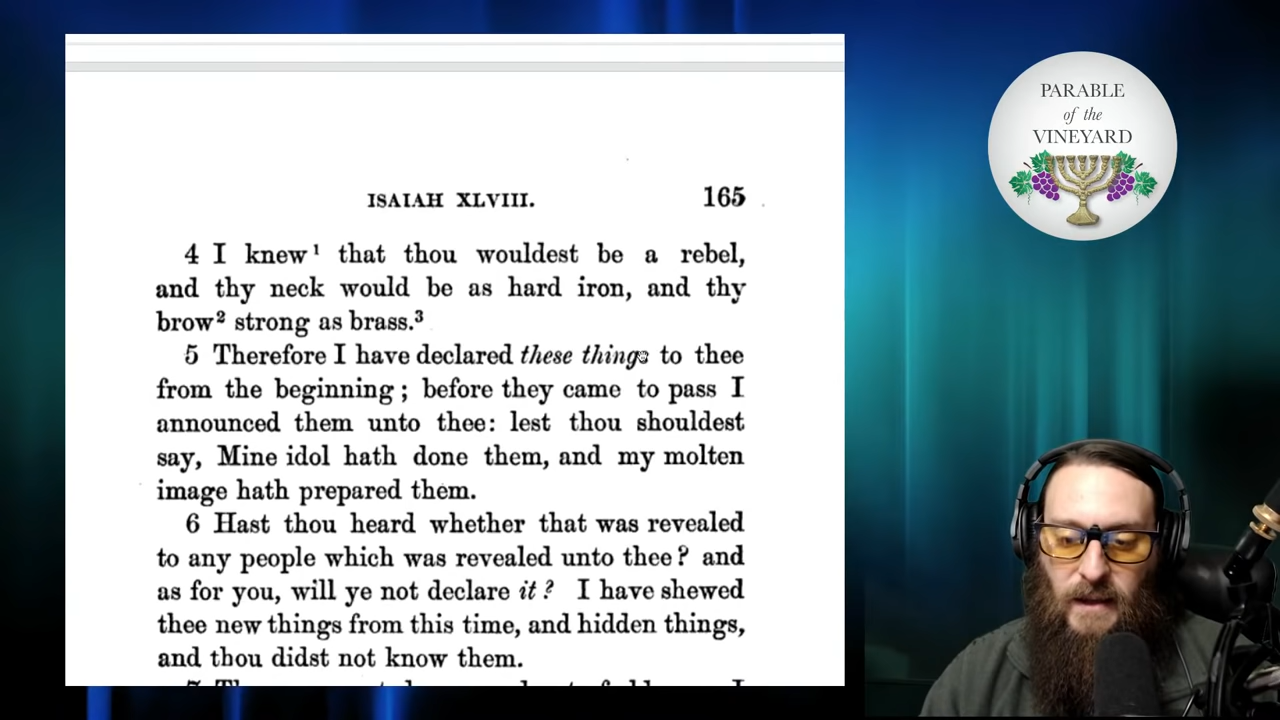 ISAIAH XLVIII. 165
4 I knew¹ that thou wouldest be a rebel,
and thy neck would be as hard iron, and thy
brow² strong as brass.³
5 Therefore I have declared these things to thee
from the beginning; before they came to pass I
announced them unto thee: lest thou shouldest
say, Mine idol hath done them, and my molten
image hath prepared them.
6 Hast thou heard whether that was revealed
to any people which was revealed unto thee? and
as for you, will ye not declare it? I have shewed
thee new things from this time, and hidden things,
and thou didst not know them.
PARABLE
of the
VINEYARD